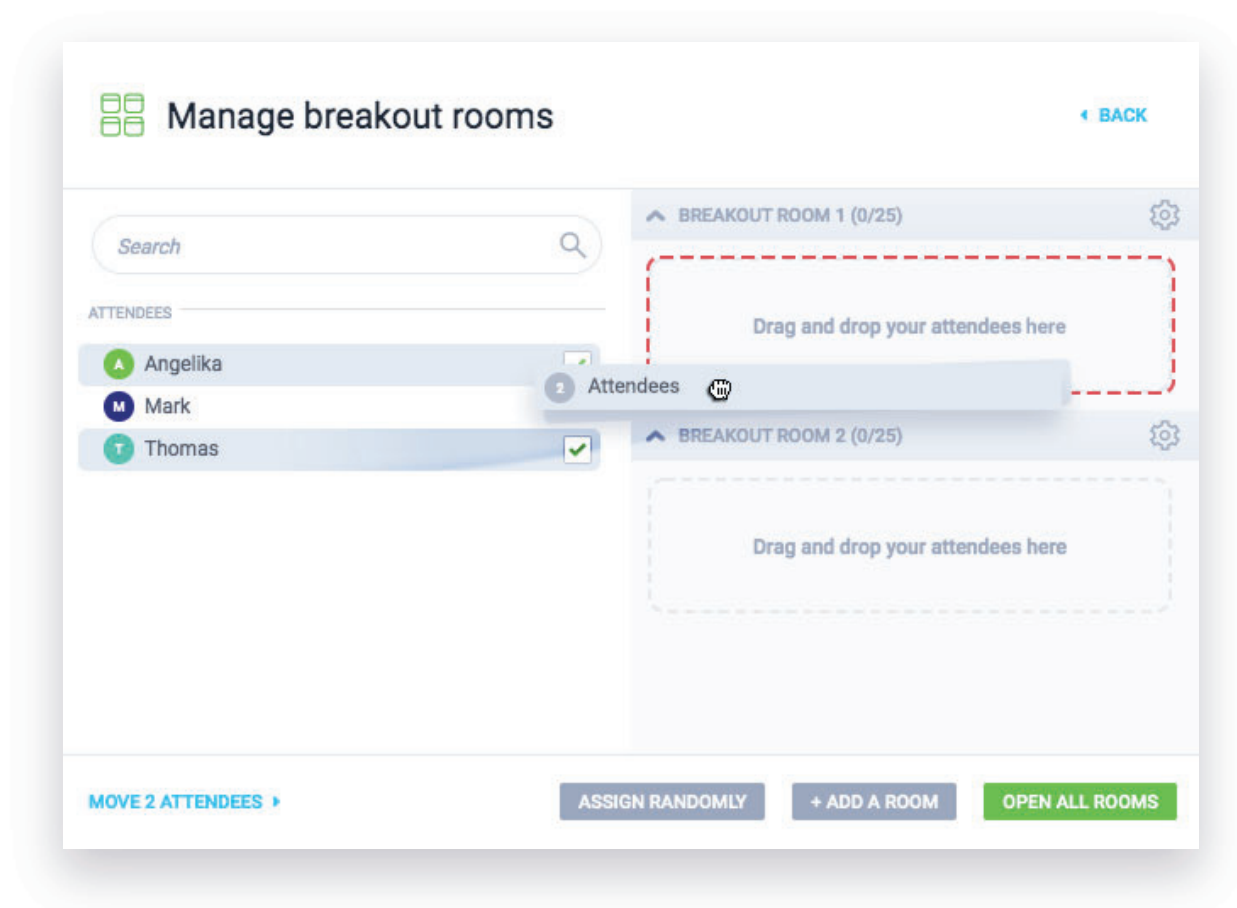 Manage breakout rooms
BACK
Search
ATTENDEES
A Angelika
M Mark
T Thomas
BREAKOUT ROOM 1 (0/25)
Drag and drop your attendees here
2 Attendees
BREAKOUT ROOM 2 (0/25)
Drag and drop your attendees here
MOVE 2 ATTENDEES
ASSIGN RANDOMLY
+ ADD A ROOM
OPEN ALL ROOMS